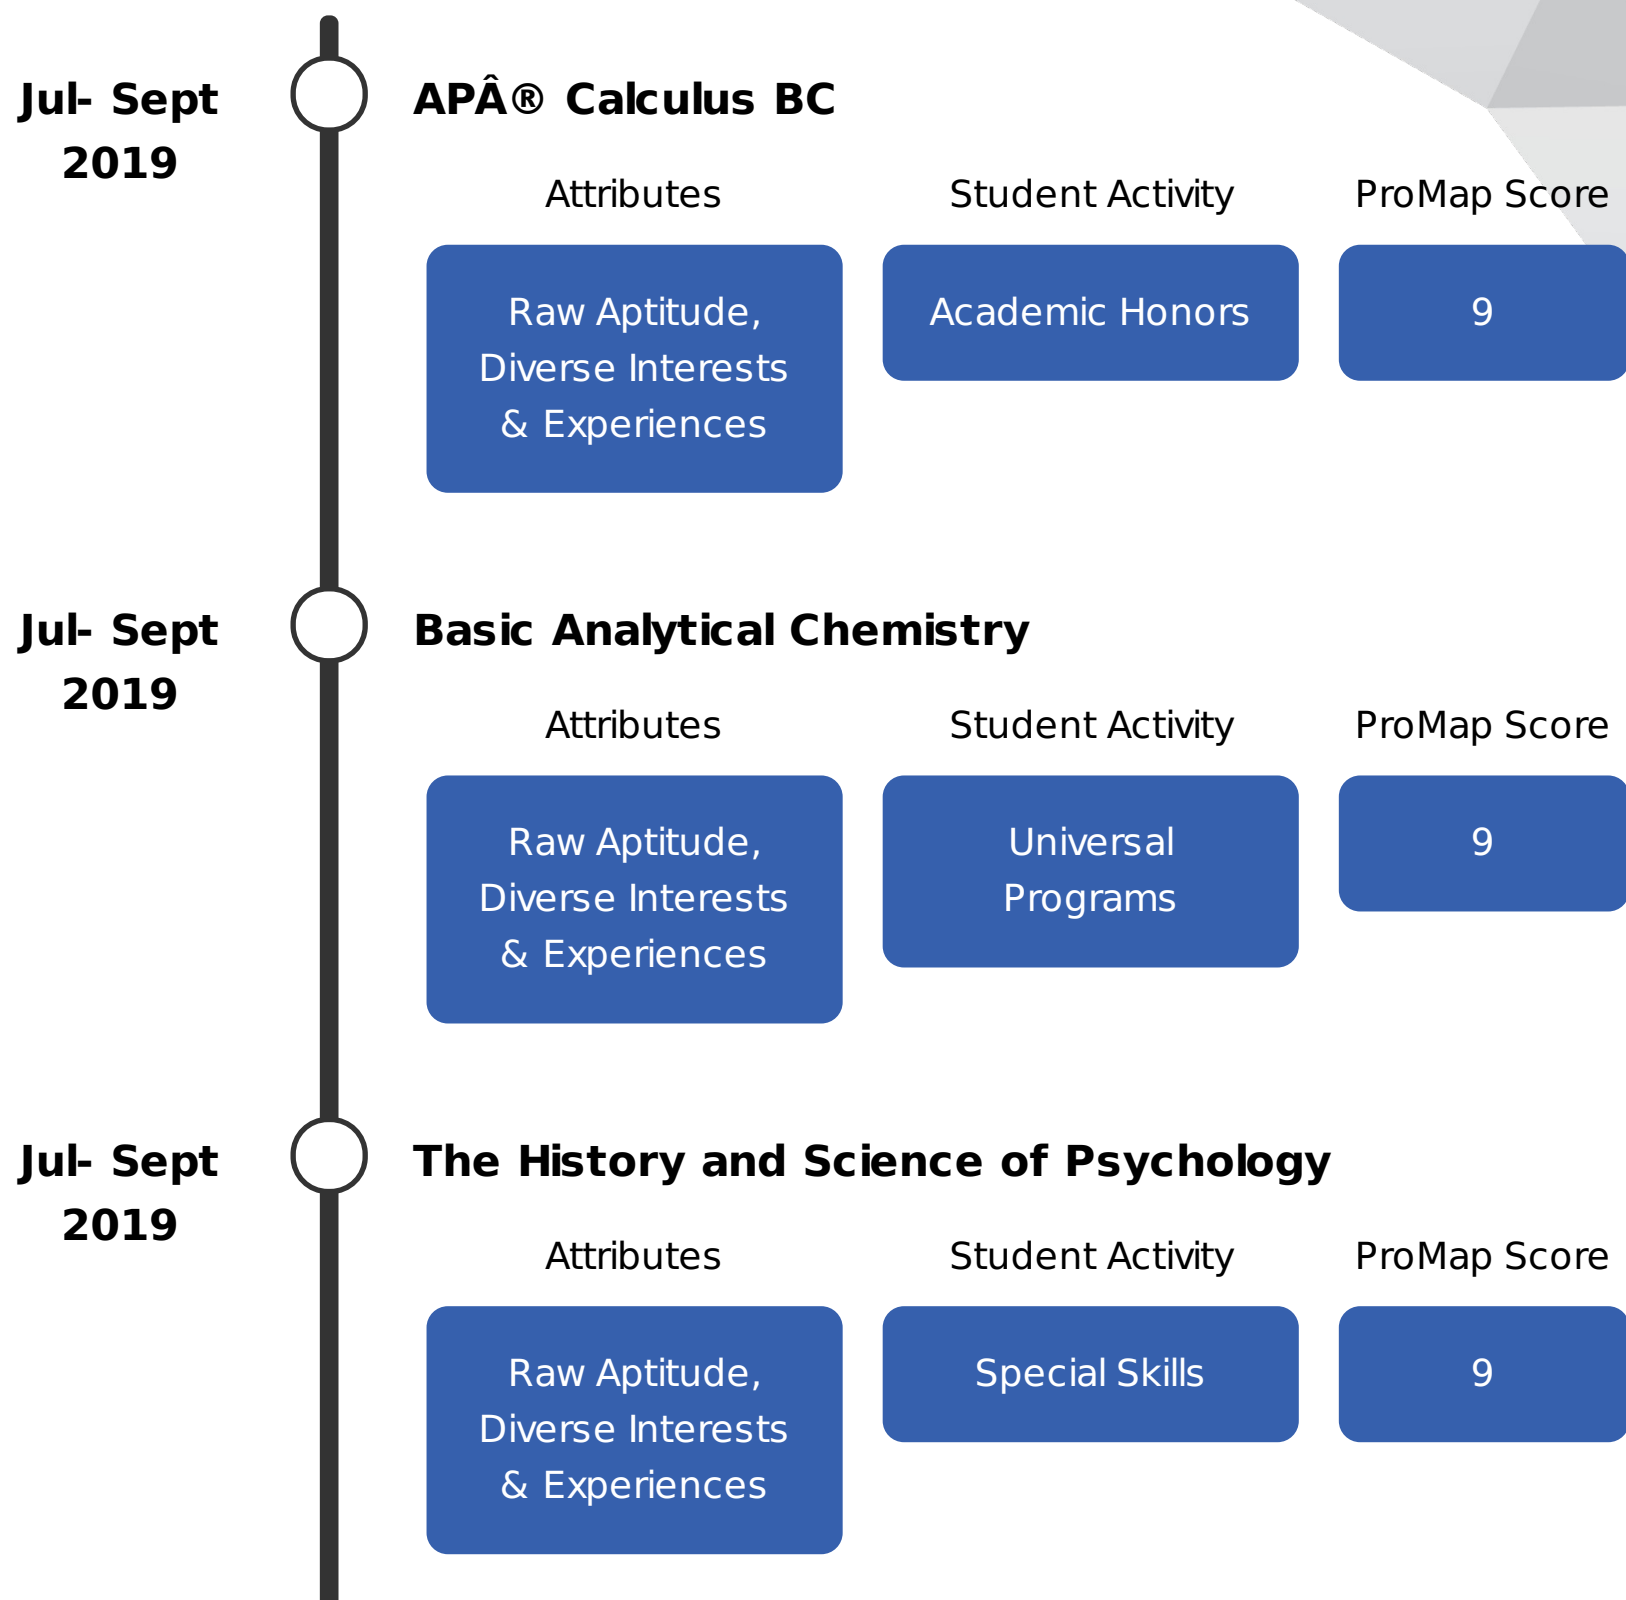 Jul- Sept
2019
APÂ® Calculus BC
Attributes
Student Activity
ProMap Score
Raw Aptitude,
Diverse Interests
& Experiences
Academic Honors
9
Jul- Sept
2019
Basic Analytical Chemistry
Attributes
Student Activity
ProMap Score
Raw Aptitude,
Diverse Interests
& Experiences
Universal
Programs
9
Jul- Sept
2019
The History and Science of Psychology
Attributes
Student Activity
ProMap Score
Raw Aptitude,
Diverse Interests
& Experiences
Special Skills
9